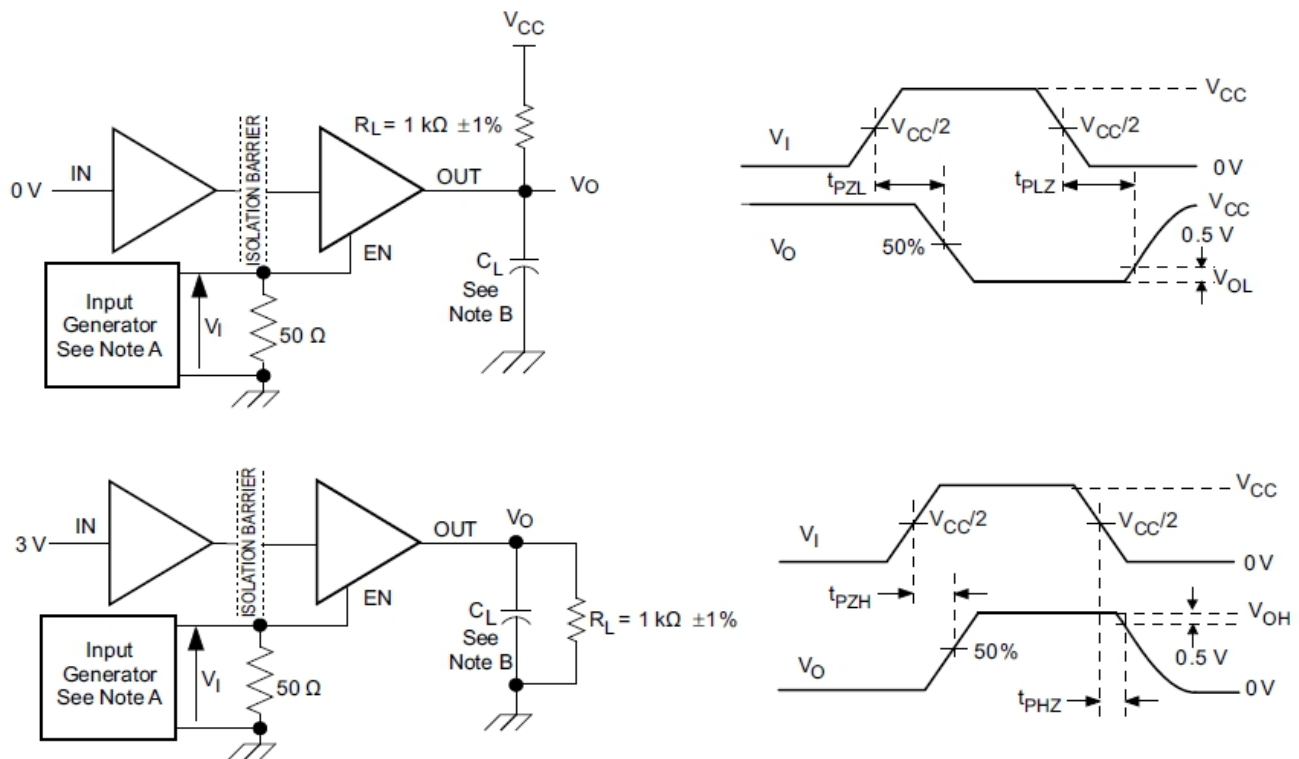 VCC
RL = 1 kΩ ±1%
IN
0 V
ISOLATION BARRIER
OUT
VO
EN
CL
See
Note B
Input
Generator
See Note A
VI
50 Ω
VCC
VI
VCC/2
VCC/2
0 V
tPZL
tPLZ
VCC
0.5 V
VO
50%
VOL
IN
3 V
ISOLATION BARRIER
OUT
VO
EN
CL
See
Note B
RL = 1 kΩ ±1%
Input
Generator
See Note A
VI
50 Ω
VCC
VI
VCC/2
VCC/2
0 V
tPZH
VOH
0.5 V
VO
50%
0 V
tPHZ